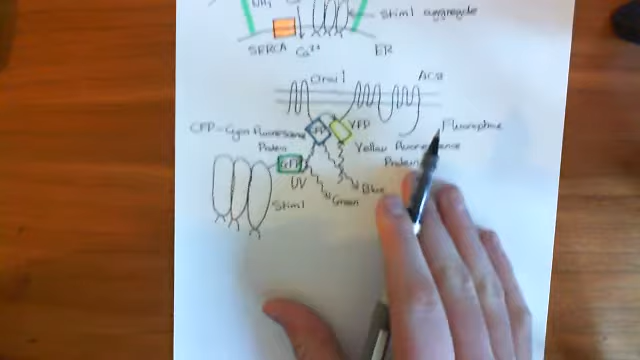 Stim1 aggregate
SERCA Ca2+ ER
Orai1 AC8
CFP-Cyan Fluorescence
Protein
YFP
Fluorophore
Yellow Fluorescence
Protein
UV
Blue
Green
Stim1